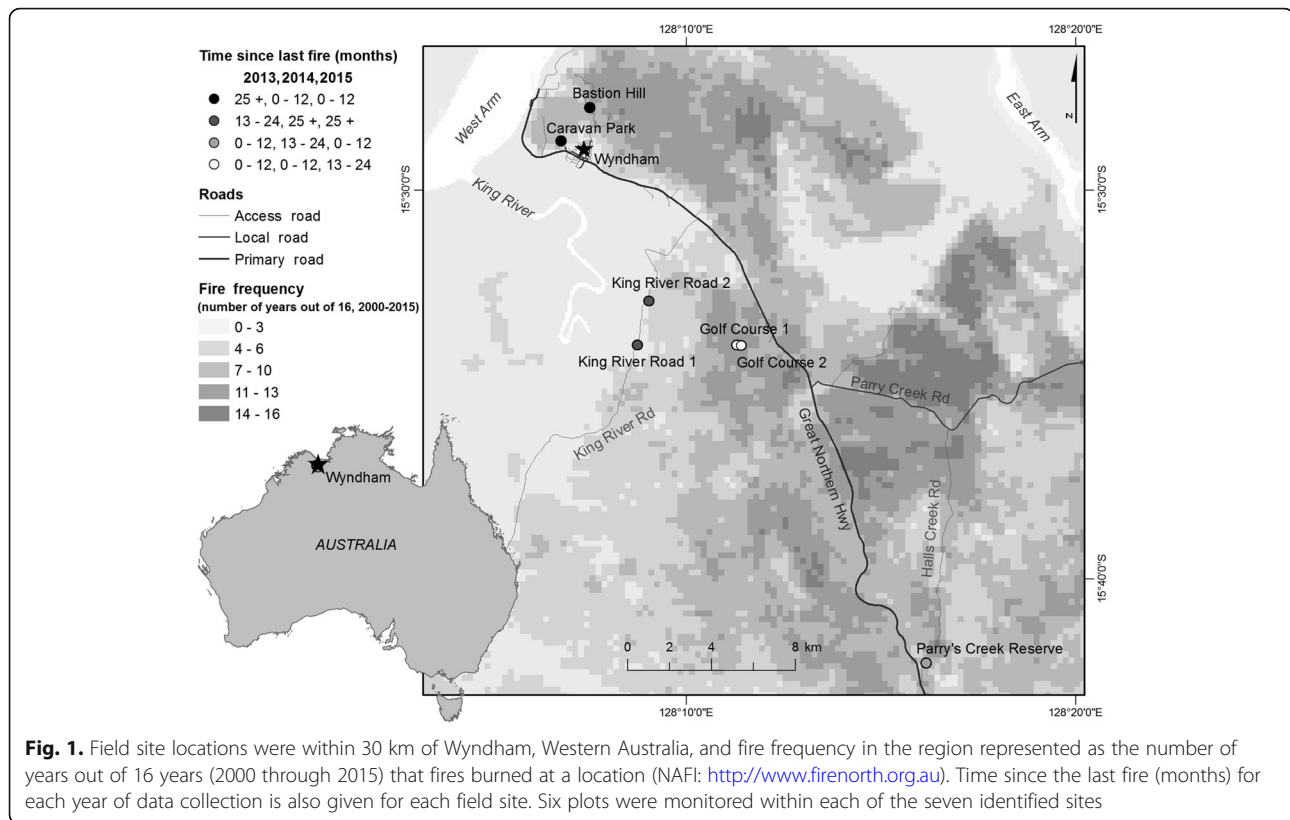 128°10'0"E
128°20'0"E
Time since last fire (months)
2013,2014,2015
25 +, 0 - 12, 0 - 12
13 - 24, 25 +, 25 +
0 - 12, 13 - 24, 0 - 12
0 - 12, 0 - 12, 13 - 24
Roads
Access road
Local road
Primary road
Fire frequency
(number of years out of 16, 2000-2015)
0 - 3
4 - 6
7 - 10
11 - 13
14 - 16
West Arm
East Arm
N
Bastion Hill
Caravan Park
Wyndham
15°30'0"S
15°30'0"S
King River
King River Road 2
Golf Course 1
King River Road 1
Golf Course 2
Parry Creek Rd
King River Rd
Great Northern Hwy
Halls Creek Rd
Wyndham
AUSTRALIA
15°40'0"S
Parry's Creek Reserve
0 2 4 8 km
128°10'0"E
128°20'0"E
Fig. 1. Field site locations were within 30 km of Wyndham, Western Australia, and fire frequency in the region represented as the number of
years out of 16 years (2000 through 2015) that fires burned at a location (NAFI: http://www.firenorth.org.au). Time since the last fire (months) for
each year of data collection is also given for each field site. Six plots were monitored within each of the seven identified sites